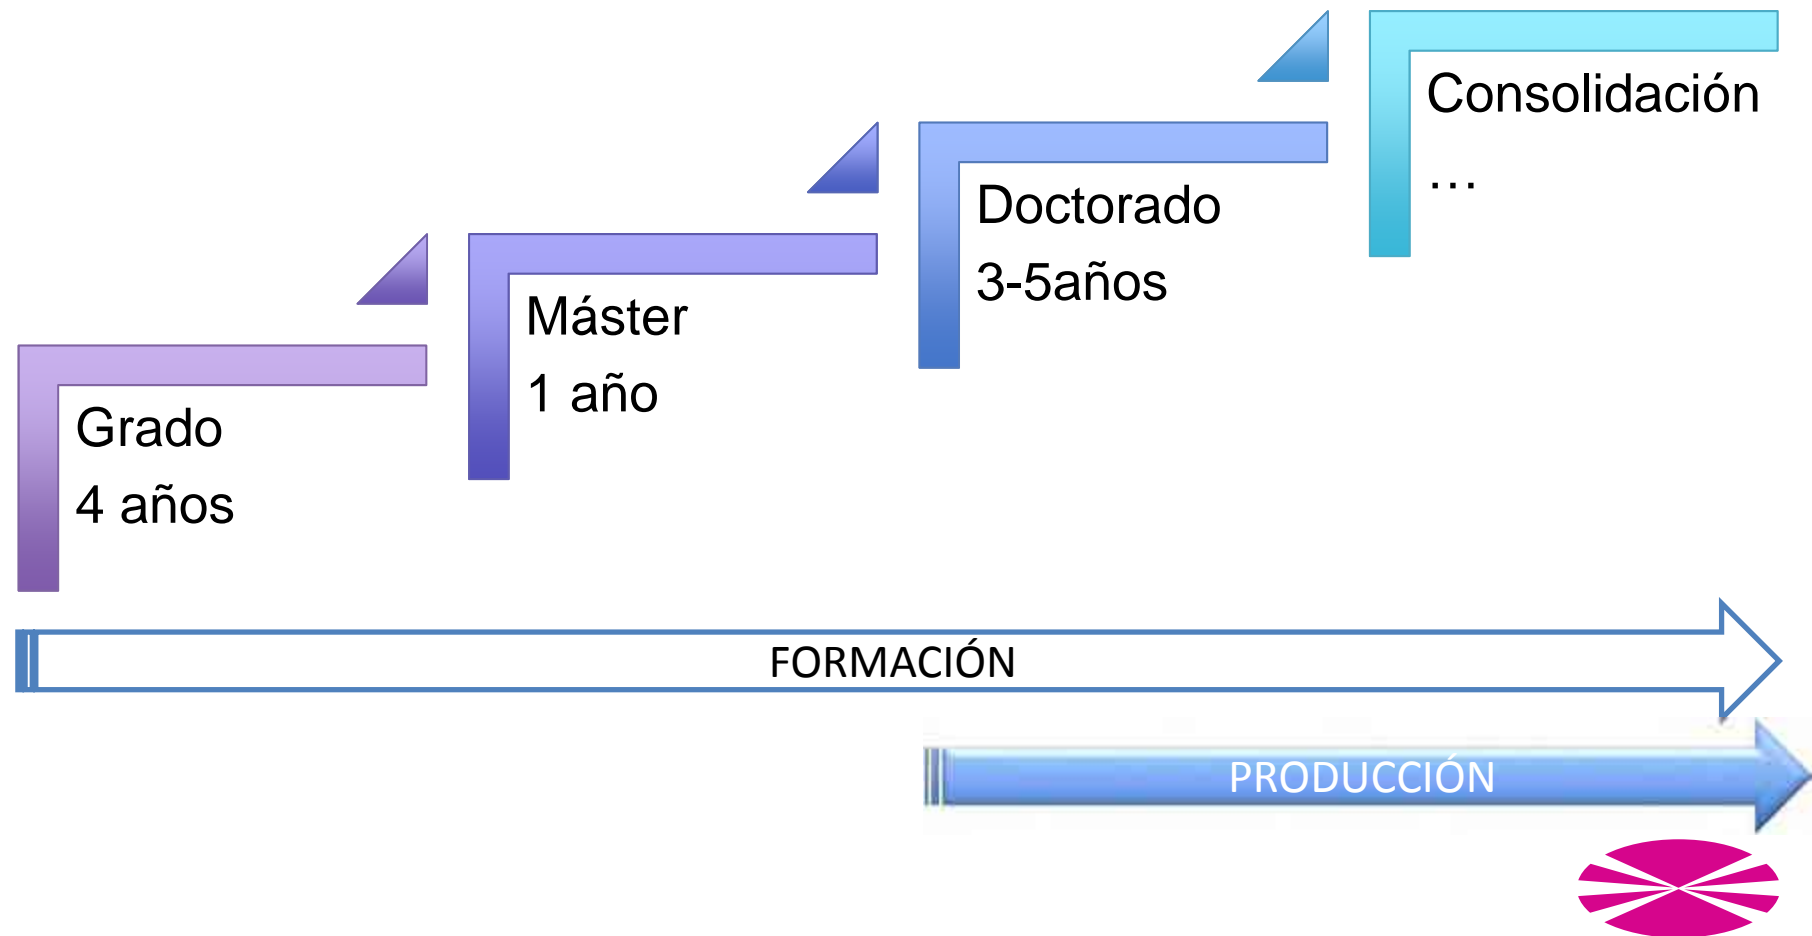 Grado
4 años
Máster
1 año
Doctorado
3-5años
Consolidación
…
FORMACIÓN
PRODUCCIÓN